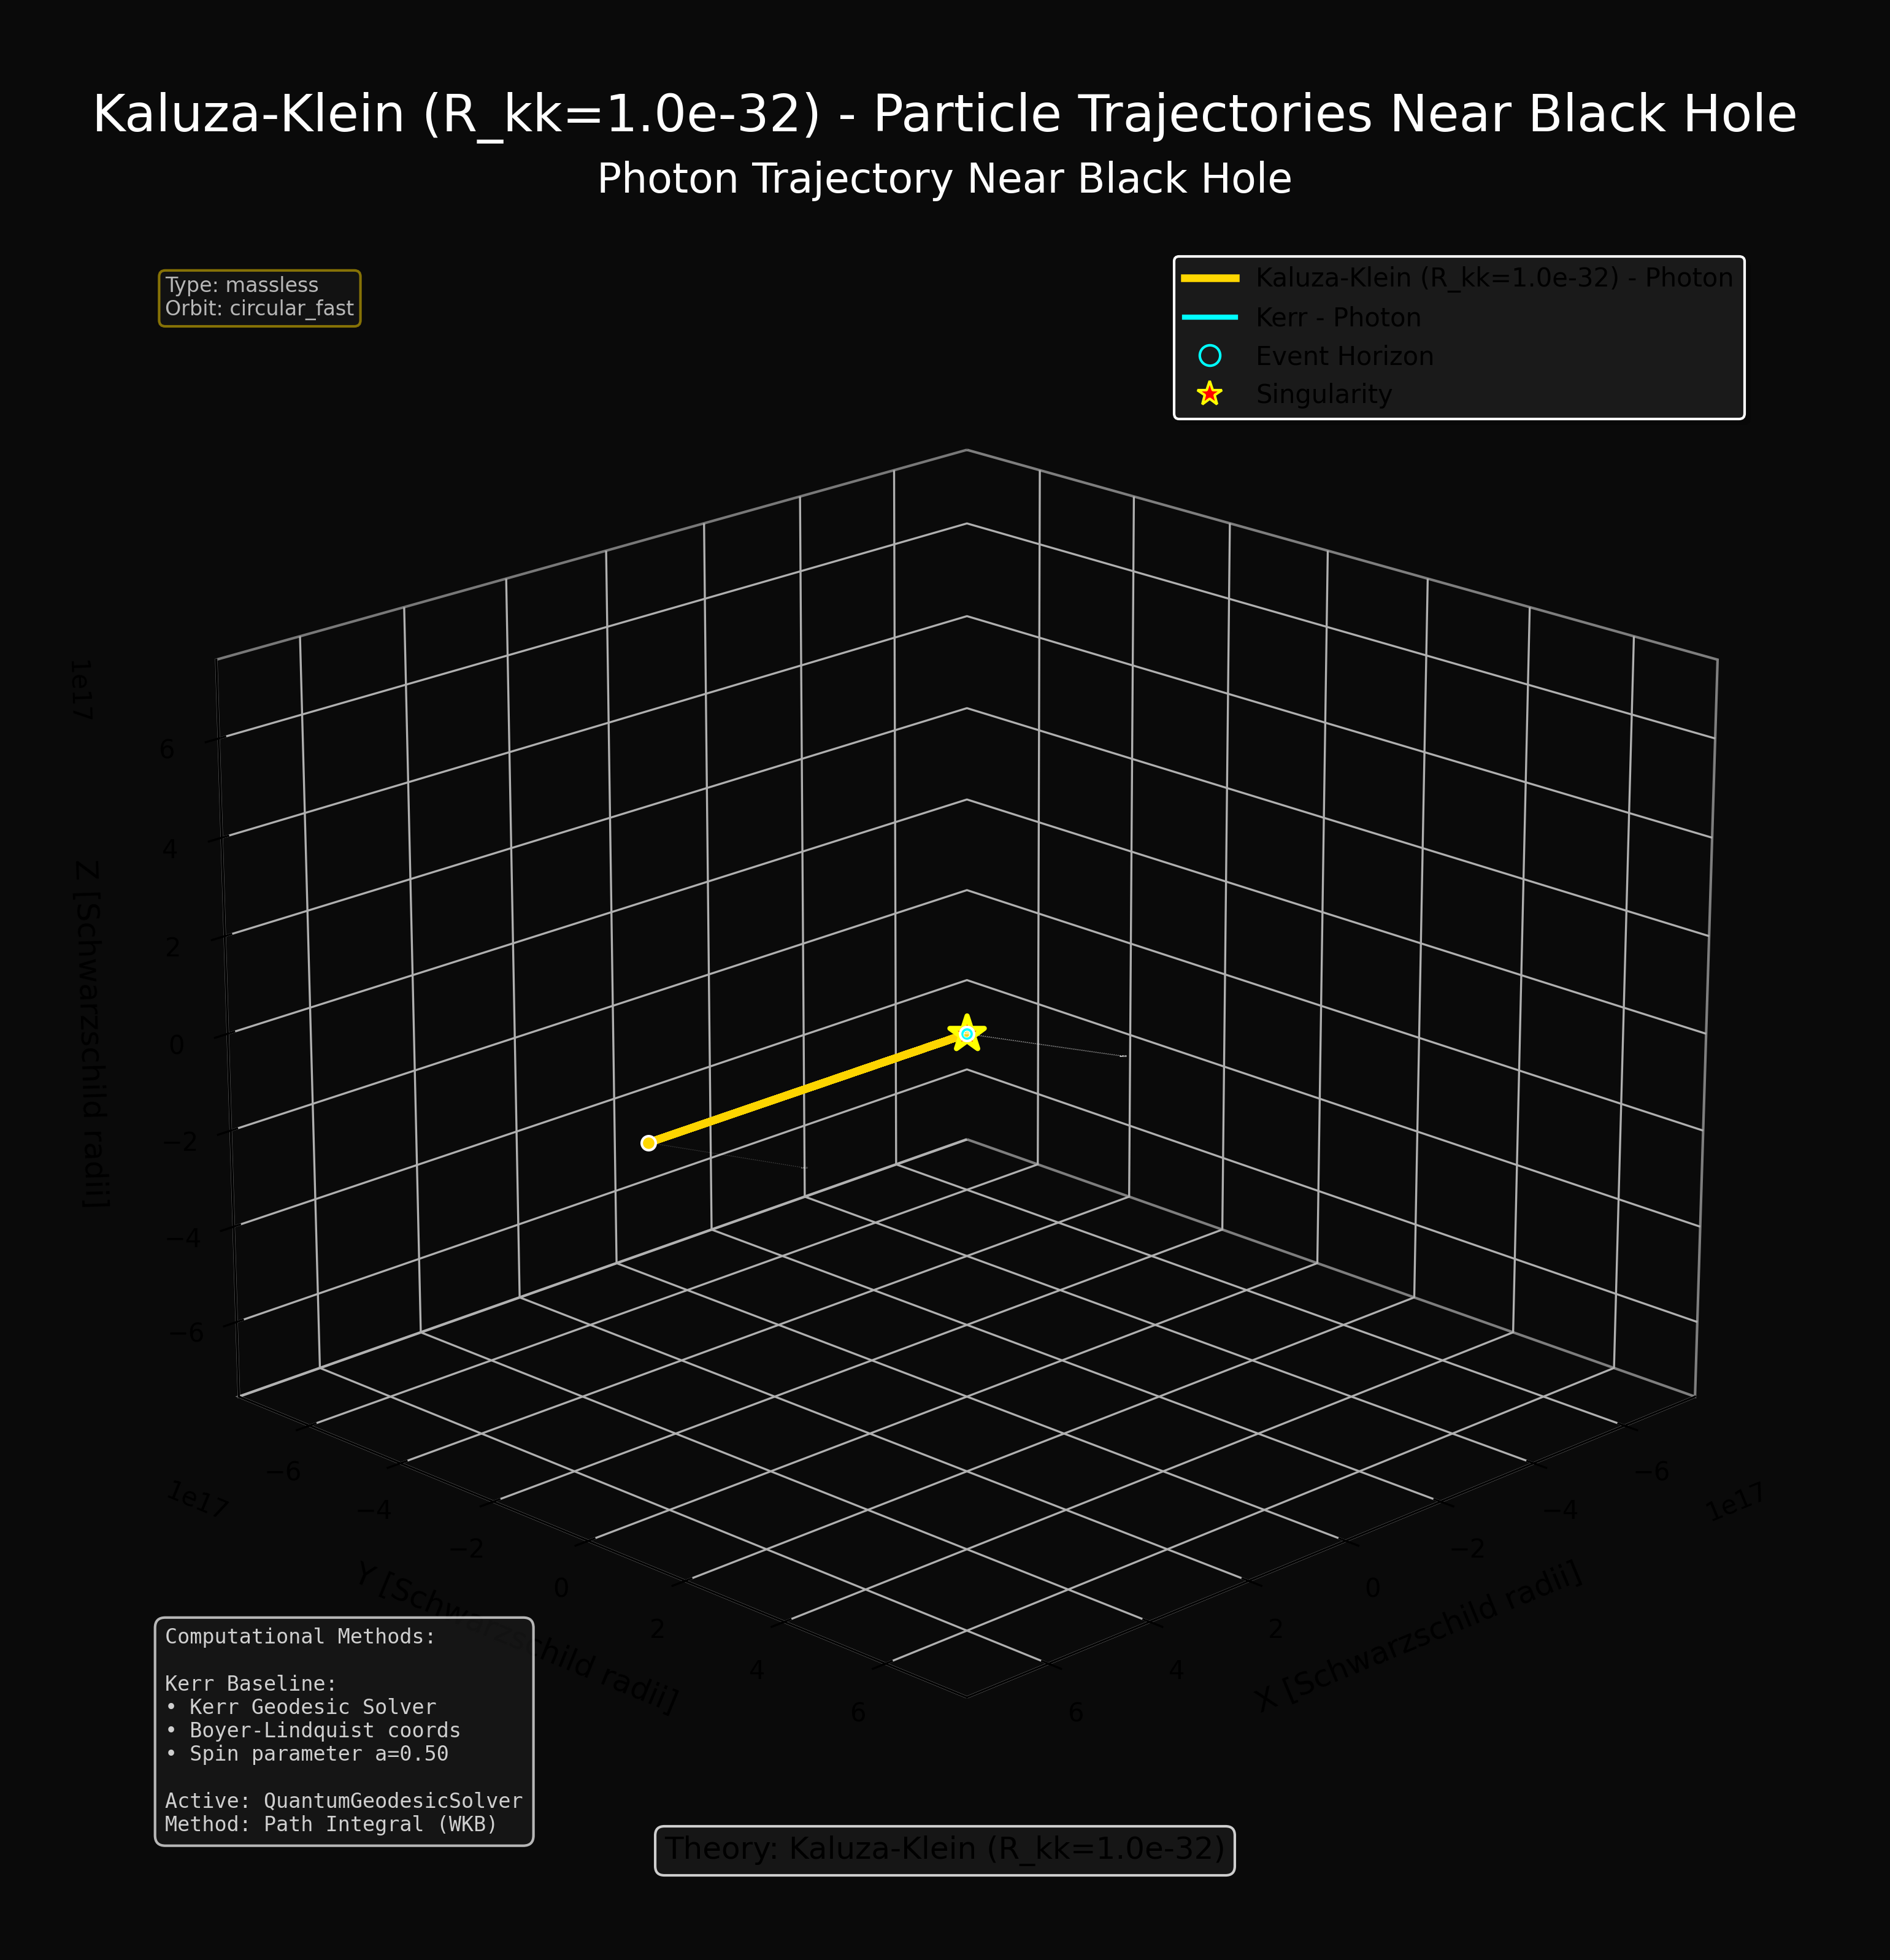 Kaluza-Klein (R_kk=1.0e-32) - Particle Trajectories Near Black Hole
Photon Trajectory Near Black Hole
Type: massless
Orbit: circular_fast
Kaluza-Klein (R_kk=1.0e-32) - Photon
Kerr - Photon
Event Horizon
Singularity
1e17
6
4
2
0
−2
−4
−6
Z [Schwarzschild radii]
1e17
−6
−4
−2
0
2
4
6
Y [Schwarzschild radii]
1e17
−6
−4
−2
0
2
4
6
X [Schwarzschild radii]
Computational Methods:
Kerr Baseline:
• Kerr Geodesic Solver
• Boyer-Lindquist coords
• Spin parameter a=0.50
Active: QuantumGeodesicSolver
Method: Path Integral (WKB)
Theory: Kaluza-Klein (R_kk=1.0e-32)